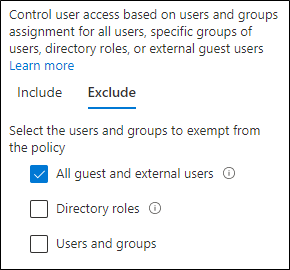 Control user access based on users and groups
assignment for all users, specific groups of
users, directory roles, or external guest users
Learn more
Include Exclude
Select the users and groups to exempt from
the policy
All guest and external users
Directory roles
Users and groups